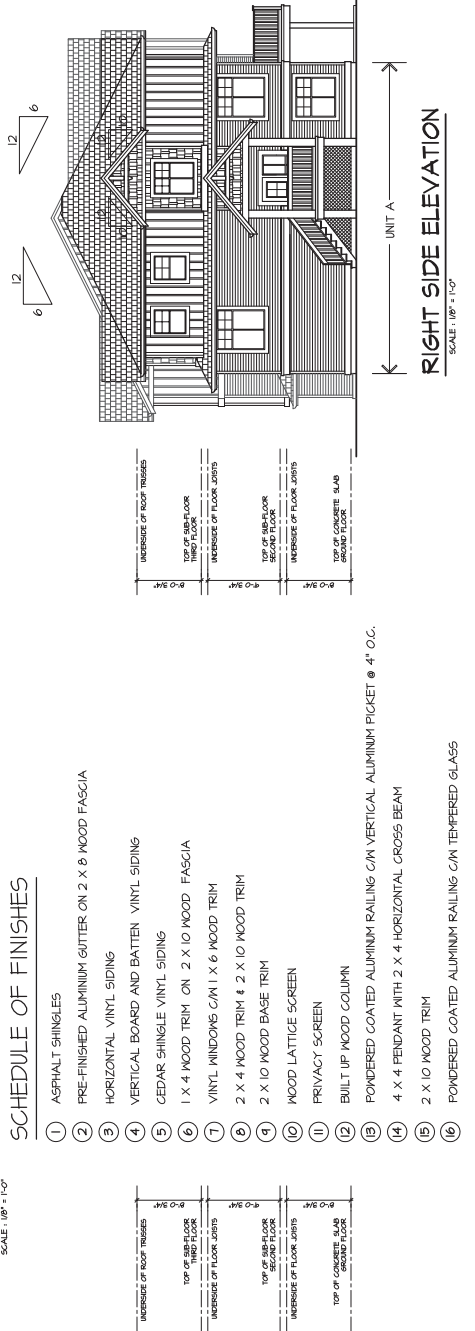 SCALE : 1/8" = 1'-0"
UNDERSIDE OF ROOF TRUSSES
8'-0 3/4"
TOP OF SUB-FLOOR
THIRD FLOOR
UNDERSIDE OF FLOOR JOISTS
9'-0 3/4"
TOP OF SUB-FLOOR
SECOND FLOOR
UNDERSIDE OF FLOOR JOISTS
8'-0 3/4"
TOP OF CONCRETE SLAB
GROUND FLOOR
SCHEDULE OF FINISHES
1 ASPHALT SHINGLES
2 PRE-FINISHED ALUMINIUM GUTTER ON 2 X 8 WOOD FASCIA
3 HORIZONTAL VINYL SIDING
4 VERTICAL BOARD AND BATTEN VINYL SIDING
5 CEDAR SHINGLE VINYL SIDING
6 1 X 4 WOOD TRIM ON 2 X 10 WOOD FASCIA
7 VINYL WINDOWS C/W 1 X 6 WOOD TRIM
8 2 X 4 WOOD TRIM & 2 X 10 WOOD TRIM
9 2 X 10 WOOD BASE TRIM
10 WOOD LATTICE SCREEN
11 PRIVACY SCREEN
12 BUILT UP WOOD COLUMN
13 POWDERED COATED ALUMINUM RAILING C/W VERTICAL ALUMINUM PICKET @ 4" O.C.
14 4 X 4 PENDANT WITH 2 X 4 HORIZONTAL CROSS BEAM
15 2 X 10 WOOD TRIM
16 POWDERED COATED ALUMINUM RAILING C/W TEMPERED GLASS
UNDERSIDE OF ROOF TRUSSES
8'-0 3/4"
TOP OF SUB-FLOOR
THIRD FLOOR
UNDERSIDE OF FLOOR JOISTS
9'-0 3/4"
TOP OF SUB-FLOOR
SECOND FLOOR
UNDERSIDE OF FLOOR JOISTS
8'-0 3/4"
TOP OF CONCRETE SLAB
GROUND FLOOR
12
6
12
6
UNIT A
RIGHT SIDE ELEVATION
SCALE : 1/8" = 1'-0"